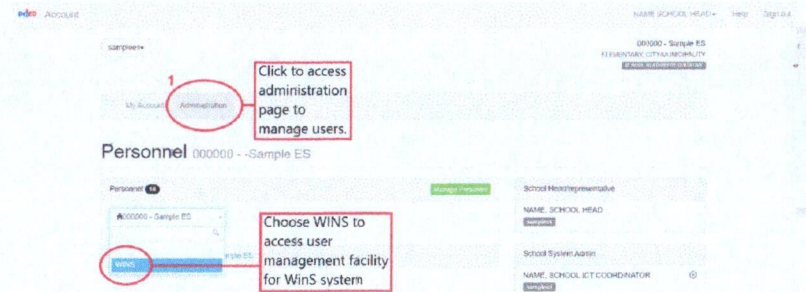 Account
NAME SCHOOL HEAD
Help
Sign out
000000 - Sample ES
1
Click to access
administration
page to
manage users.
My Account
Administration
Personnel 000000 - -Sample ES
Personnel 16
Manage Personnel
School Head/representative
000000 - Sample ES
NAME, SCHOOL HEAD
Choose WINS to
access user
management facility
for WinS system
WINS
School System Admin
NAME, SCHOOL ICT COORDINATOR